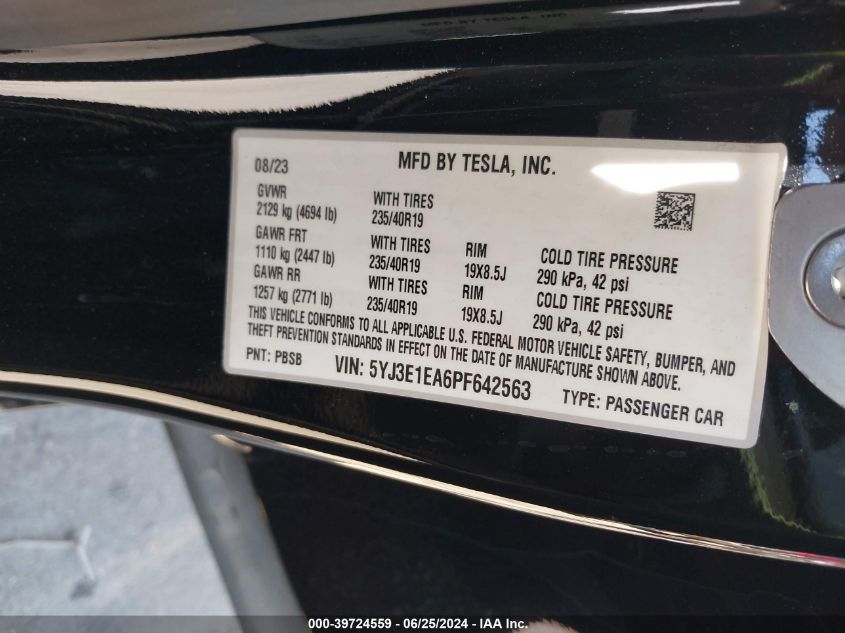 MFD BY TESLA, INC.
08/23 MFD BY TESLA, INC.
GVWR WITH TIRES
2129 kg (4694 lb) 235/40R19
GAWR FRT WITH TIRES RIM COLD TIRE PRESSURE
1110 kg (2447 lb) 235/40R19 19X8.5J 290 kPa, 42 psi
GAWR RR WITH TIRES RIM COLD TIRE PRESSURE
1257 kg (2771 lb) 235/40R19 19X8.5J 290 kPa, 42 psi
THIS VEHICLE CONFORMS TO ALL APPLICABLE U.S. FEDERAL MOTOR VEHICLE SAFETY, BUMPER, AND
THEFT PREVENTION STANDARDS IN EFFECT ON THE DATE OF MANUFACTURE SHOWN ABOVE.
PNT: PBSB VIN: 5YJ3E1EA6PF642563 TYPE: PASSENGER CAR
000-39724559 - 06/25/2024 - IAA Inc.